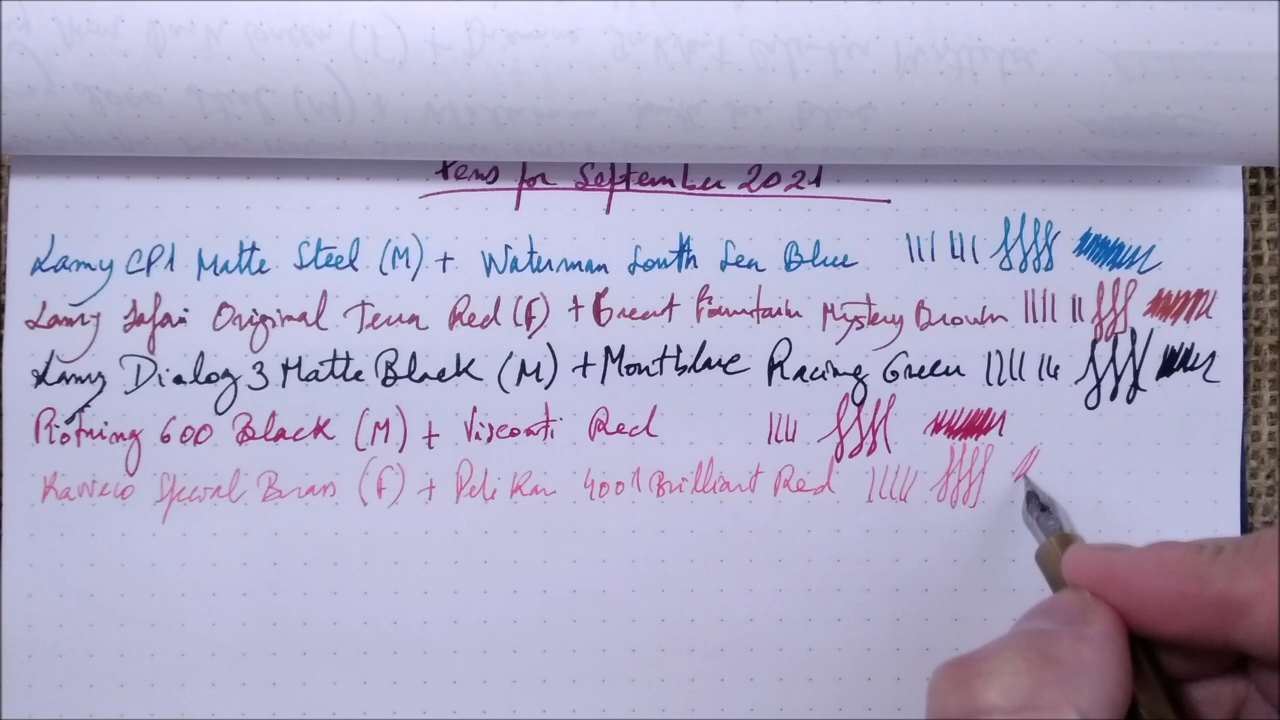 Pens for September 2021
Lamy CP1 Matte Steel (M) + Waterman South Sea Blue
Lamy Safari Original Terra Red (F) + Great Fountain Mystery Brown
Lamy Dialog 3 Matte Black (M) + Montblanc Racing Green
Rotring 600 Black (M) + Visconti Red
Kaweco Special Brass (F) + Pelikan 4001 Brilliant Red